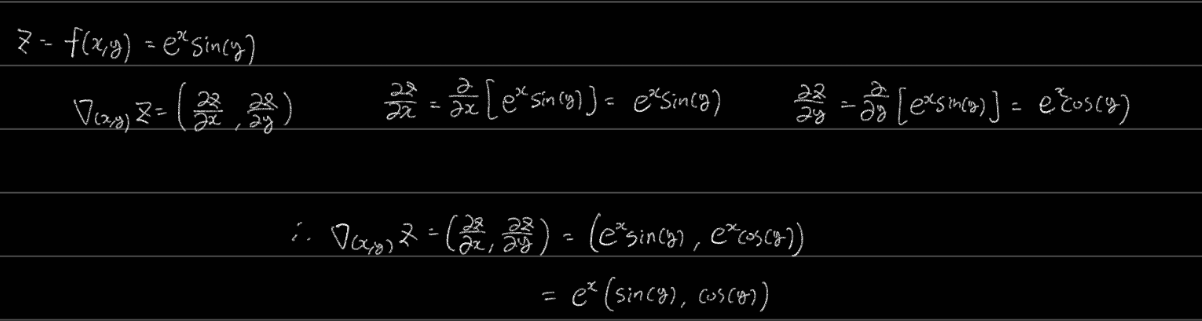 z = f(x,y) = e^x sin(y)
∇_(x,y) z = (∂z/∂x, ∂z/∂y)    ∂z/∂x = ∂/∂x [e^x sin(y)] = e^x sin(y)    ∂z/∂y = ∂/∂y [e^x sin(y)] = e^x cos(y)
∴ ∇_(x,y) z = (∂z/∂x, ∂z/∂y) = (e^x sin(y), e^x cos(y))
= e^x (sin(y), cos(y))